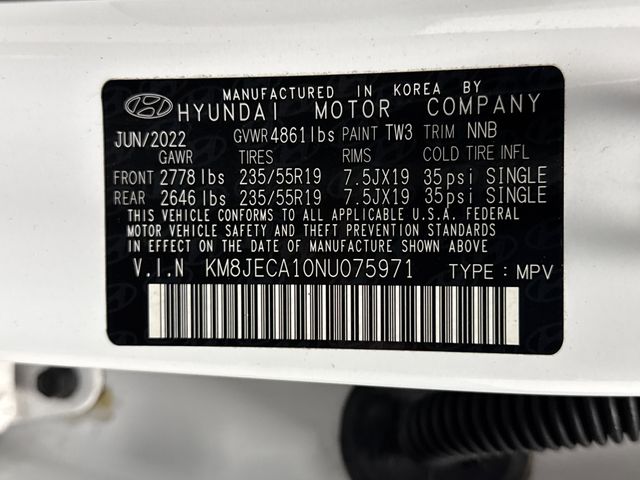 MANUFACTURED IN KOREA BY
HYUNDAI MOTOR COMPANY
JUN/2022 GVWR 4861lbs PAINT TW3 TRIM NNB
GAWR TIRES RIMS COLD TIRE INFL
FRONT 2778 lbs 235/55R19 7.5JX19 35psi SINGLE
REAR 2646 lbs 235/55R19 7.5JX19 35psi SINGLE
THIS VEHICLE CONFORMS TO ALL APPLICABLE U.S.A. FEDERAL
MOTOR VEHICLE SAFETY AND THEFT PREVENTION STANDARDS
IN EFFECT ON THE DATE OF MANUFACTURE SHOWN ABOVE
V.I.N KM8JECA10NU075971 TYPE : MPV